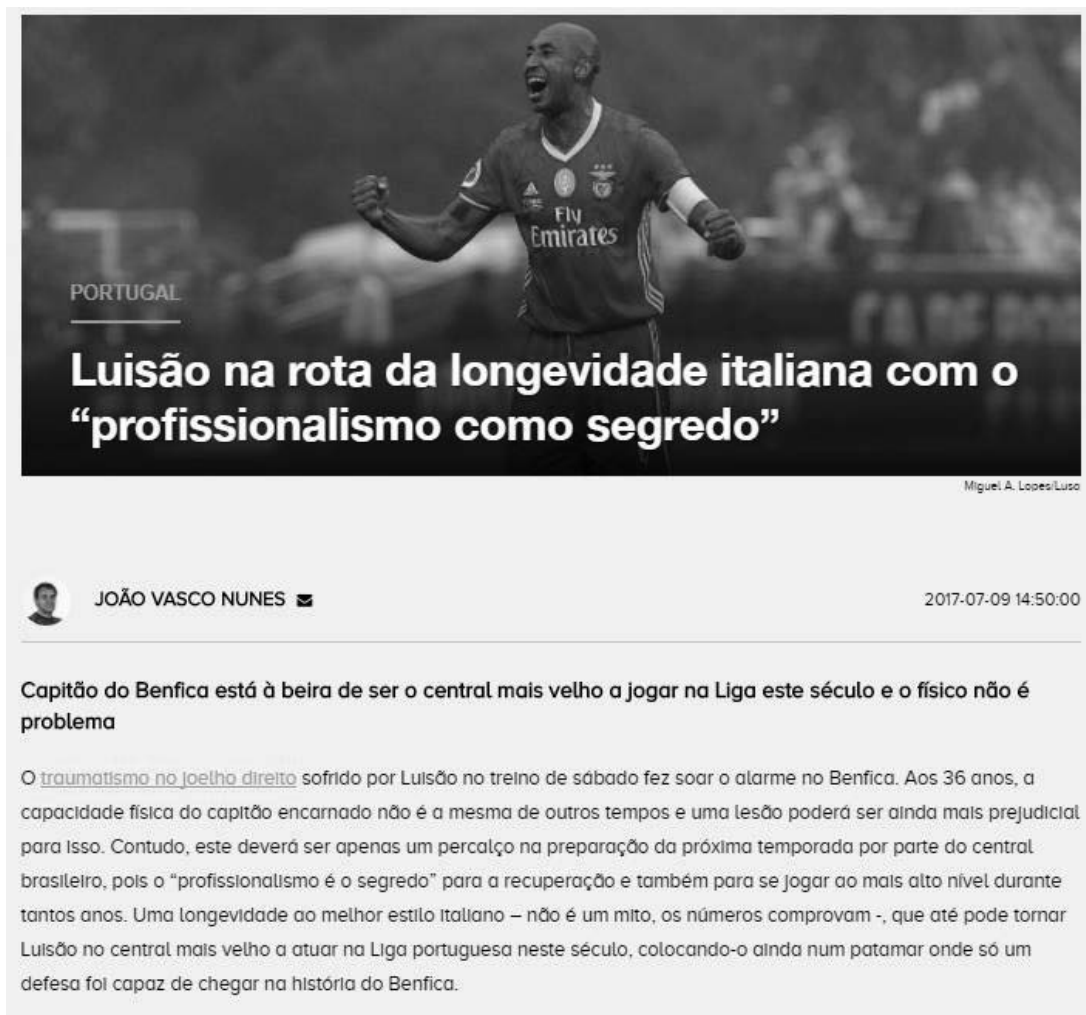 Fly
Emirates
PORTUGAL
Luisão na rota da longevidade italiana com o
“profissionalismo como segredo”
Miguel A. Lopes/Lusa
JOÃO VASCO NUNES
2017-07-09 14:50:00
Capitão do Benfica está à beira de ser o central mais velho a jogar na Liga este século e o físico não é
problema
O traumatismo no joelho direito sofrido por Luisão no treino de sábado fez soar o alarme no Benfica. Aos 36 anos, a
capacidade física do capitão encarnado não é a mesma de outros tempos e uma lesão poderá ser ainda mais prejudicial
para isso. Contudo, este deverá ser apenas um percalço na preparação da próxima temporada por parte do central
brasileiro, pois o “profissionalismo é o segredo” para a recuperação e também para se jogar ao mais alto nível durante
tantos anos. Uma longevidade ao melhor estilo italiano – não é um mito, os números comprovam -, que até pode tornar
Luisão no central mais velho a atuar na Liga portuguesa neste século, colocando-o ainda num patamar onde só um
defesa foi capaz de chegar na história do Benfica.